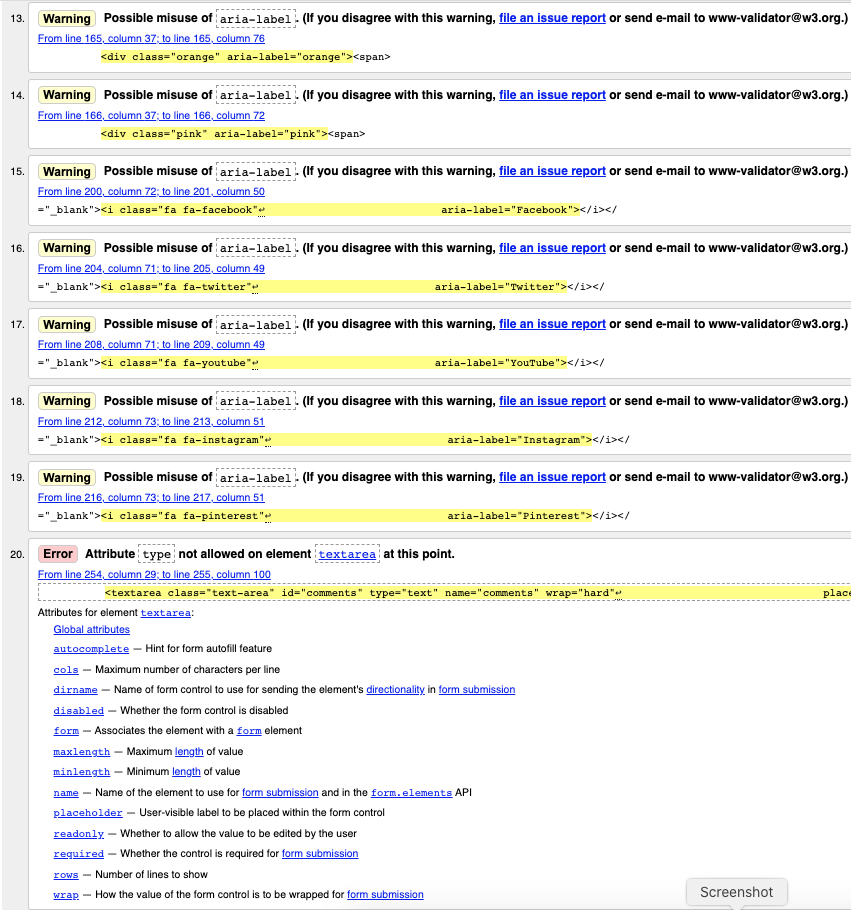 13. Warning Possible misuse of aria-label. (If you disagree with this warning, file an issue report or send e-mail to www-validator@w3.org.)
From line 165, column 37; to line 165, column 76
<div class="orange" aria-label="orange"><span>
14. Warning Possible misuse of aria-label. (If you disagree with this warning, file an issue report or send e-mail to www-validator@w3.org.)
From line 166, column 37; to line 166, column 72
<div class="pink" aria-label="pink"><span>
15. Warning Possible misuse of aria-label. (If you disagree with this warning, file an issue report or send e-mail to www-validator@w3.org.)
From line 200, column 72; to line 201, column 50
="_blank"><i class="fa fa-facebook"↩ aria-label="Facebook"></i></
16. Warning Possible misuse of aria-label. (If you disagree with this warning, file an issue report or send e-mail to www-validator@w3.org.)
From line 204, column 71; to line 205, column 49
="_blank"><i class="fa fa-twitter"↩ aria-label="Twitter"></i></
17. Warning Possible misuse of aria-label. (If you disagree with this warning, file an issue report or send e-mail to www-validator@w3.org.)
From line 208, column 71; to line 209, column 49
="_blank"><i class="fa fa-youtube"↩ aria-label="YouTube"></i></
18. Warning Possible misuse of aria-label. (If you disagree with this warning, file an issue report or send e-mail to www-validator@w3.org.)
From line 212, column 73; to line 213, column 51
="_blank"><i class="fa fa-instagram"↩ aria-label="Instagram"></i></
19. Warning Possible misuse of aria-label. (If you disagree with this warning, file an issue report or send e-mail to www-validator@w3.org.)
From line 216, column 73; to line 217, column 51
="_blank"><i class="fa fa-pinterest"↩ aria-label="Pinterest"></i></
20. Error Attribute type not allowed on element textarea at this point.
From line 254, column 29; to line 255, column 100
<textarea class="text-area" id="comments" type="text" name="comments" wrap="hard"↩ place
Attributes for element textarea:
Global attributes
autocomplete — Hint for form autofill feature
cols — Maximum number of characters per line
dirname — Name of form control to use for sending the element's directionality in form submission
disabled — Whether the form control is disabled
form — Associates the element with a form element
maxlength — Maximum length of value
minlength — Minimum length of value
name — Name of the element to use for form submission and in the form.elements API
placeholder — User-visible label to be placed within the form control
readonly — Whether to allow the value to be edited by the user
required — Whether the control is required for form submission
rows — Number of lines to show
wrap — How the value of the form control is to be wrapped for form submission
Screenshot